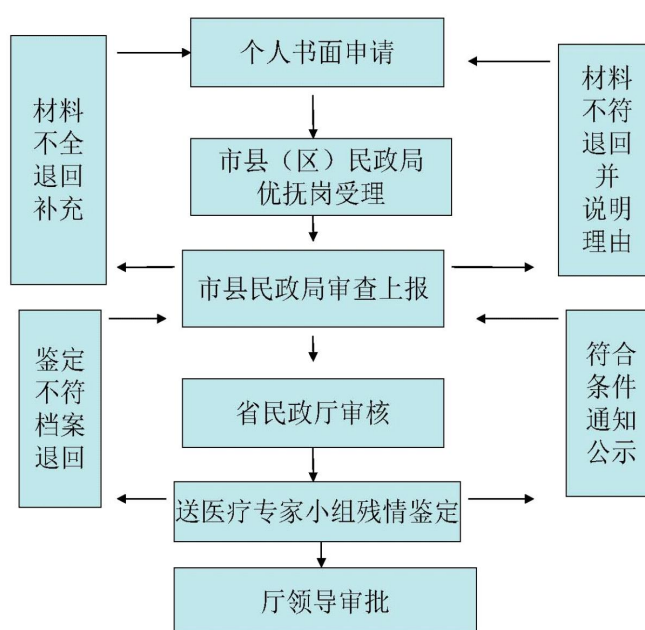 个人书面申请
材料
不全
退回
补充
材料
不符
退回
并
说明
理由
市县（区）民政局
优抚岗受理
市县民政局审查上报
鉴定
不符
档案
退回
符合
条件
通知
公示
省民政厅审核
送医疗专家小组残情鉴定
厅领导审批